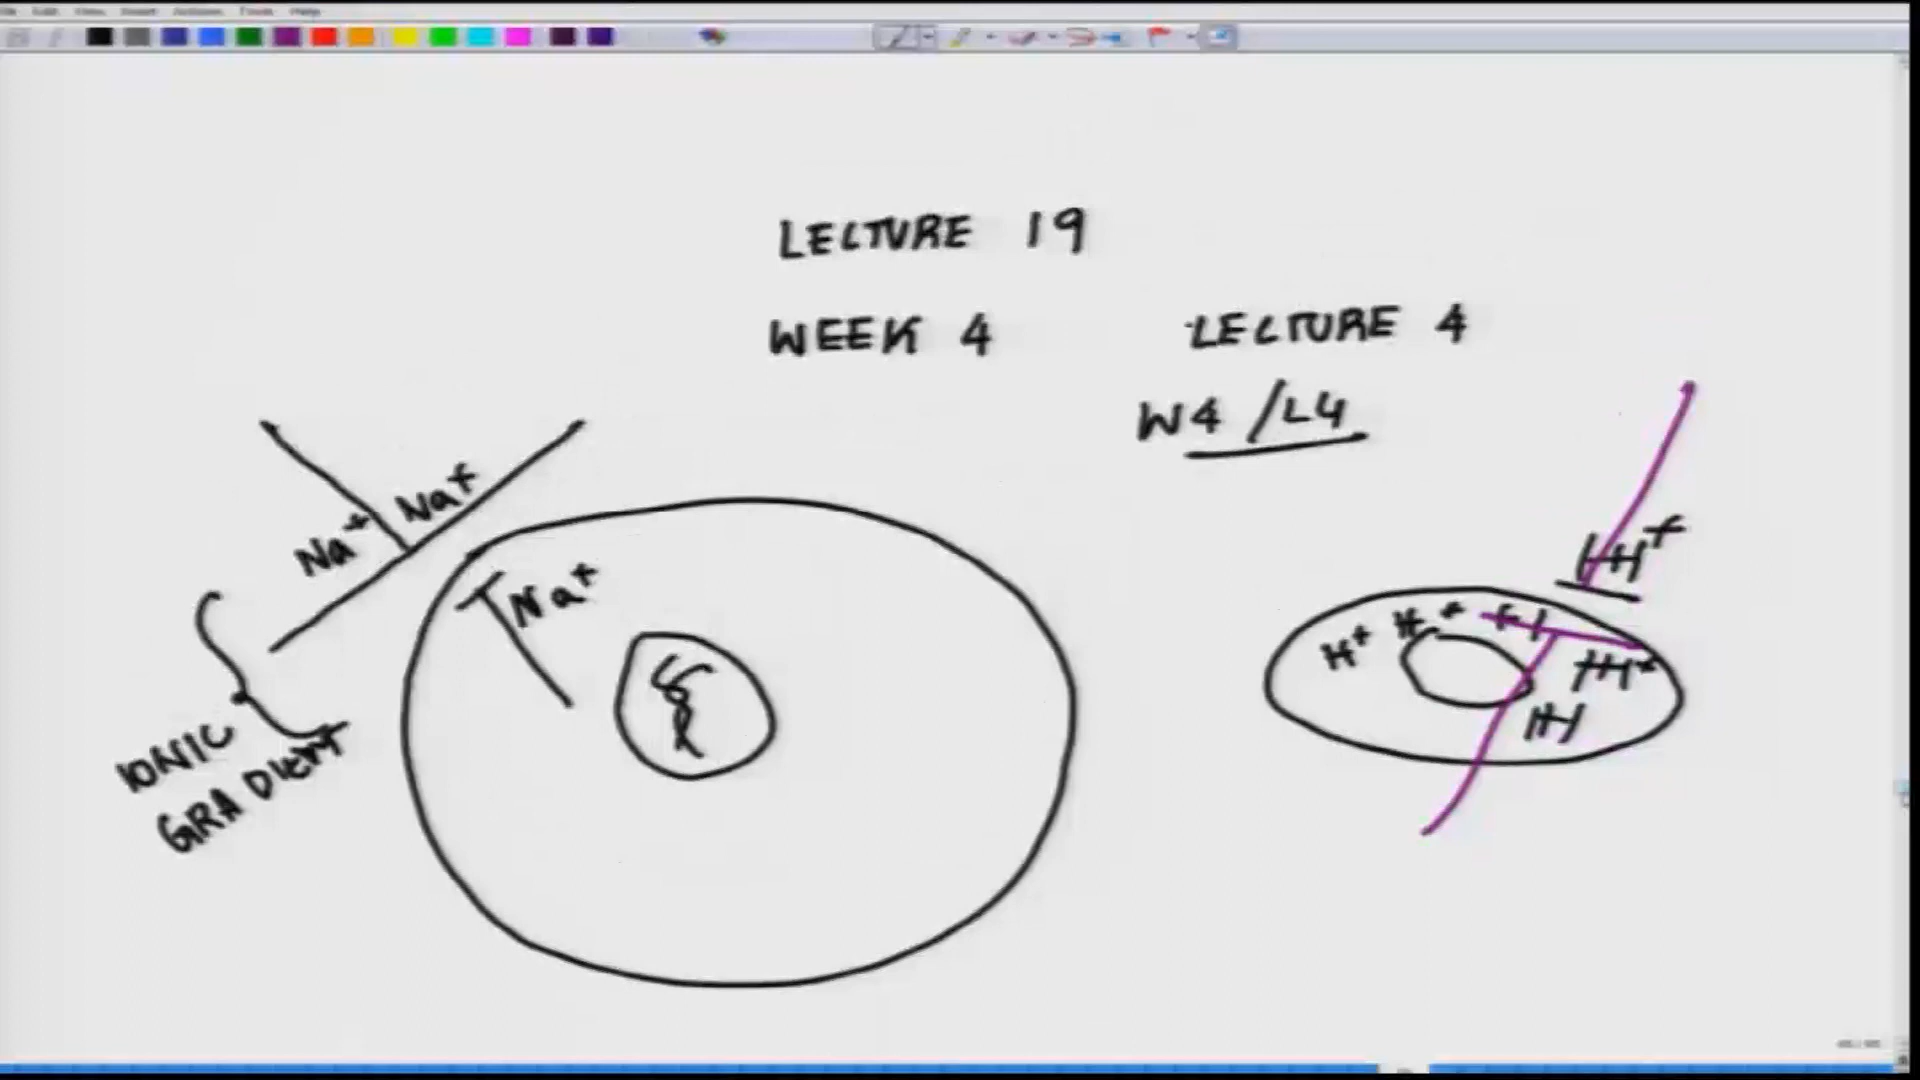 LECTURE 19
WEEK 4 LECTURE 4
W4 /L4
Na+ Na+
Na+
IONIC
GRADIENT
H+
H+ H+ H+
H+
H